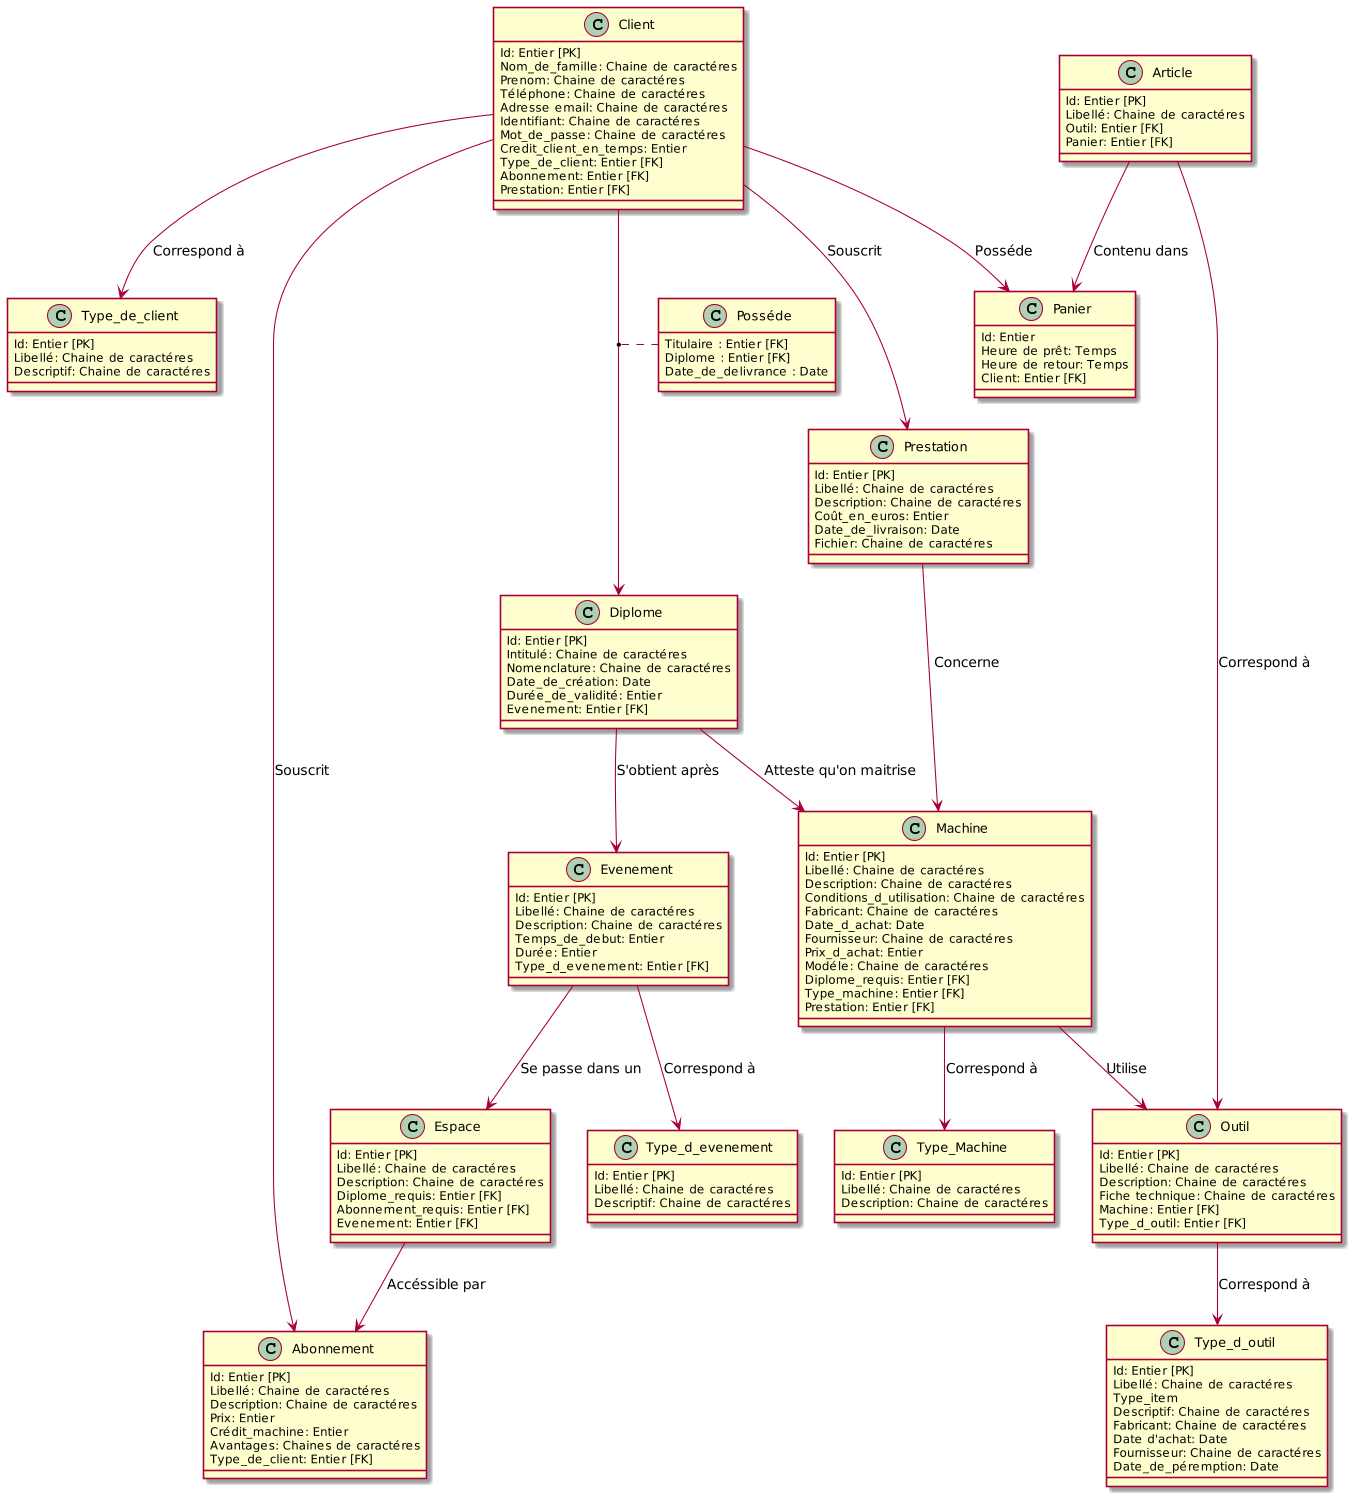 C Client
Id: Entier [PK]
Nom_de_famille: Chaine de caractéres
Prenom: Chaine de caractéres
Téléphone: Chaine de caractéres
Adresse email: Chaine de caractéres
Identifiant: Chaine de caractéres
Mot_de_passe: Chaine de caractéres
Credit_client_en_temps: Entier
Type_de_client: Entier [FK]
Abonnement: Entier [FK]
Prestation: Entier [FK]
C Article
Id: Entier [PK]
Libellé: Chaine de caractéres
Outil: Entier [FK]
Panier: Entier [FK]
Correspond à
Souscrit
Posséde
Contenu dans
C Type_de_client
Id: Entier [PK]
Libellé: Chaine de caractéres
Descriptif: Chaine de caractéres
C Posséde
Titulaire : Entier [FK]
Diplome : Entier [FK]
Date_de_delivrance : Date
C Panier
Id: Entier
Heure de prêt: Temps
Heure de retour: Temps
Client: Entier [FK]
C Prestation
Id: Entier [PK]
Libellé: Chaine de caractéres
Description: Chaine de caractéres
Coût_en_euros: Entier
Date_de_livraison: Date
Fichier: Chaine de caractéres
C Diplome
Id: Entier [PK]
Intitulé: Chaine de caractéres
Nomenclature: Chaine de caractéres
Date_de_création: Date
Durée_de_validité: Entier
Evenement: Entier [FK]
Concerne
Correspond à
Souscrit
S'obtient après
Atteste qu'on maitrise
C Evenement
Id: Entier [PK]
Libellé: Chaine de caractéres
Description: Chaine de caractéres
Temps_de_debut: Entier
Durée: Entier
Type_d_evenement: Entier [FK]
C Machine
Id: Entier [PK]
Libellé: Chaine de caractéres
Description: Chaine de caractéres
Conditions_d_utilisation: Chaine de caractéres
Fabricant: Chaine de caractéres
Date_d_achat: Date
Fournisseur: Chaine de caractéres
Prix_d_achat: Entier
Modéle: Chaine de caractéres
Diplome_requis: Entier [FK]
Type_machine: Entier [FK]
Prestation: Entier [FK]
Se passe dans un
Correspond à
Correspond à
Utilise
C Espace
Id: Entier [PK]
Libellé: Chaine de caractéres
Description: Chaine de caractéres
Diplome_requis: Entier [FK]
Abonnement_requis: Entier [FK]
Evenement: Entier [FK]
C Type_d_evenement
Id: Entier [PK]
Libellé: Chaine de caractéres
Descriptif: Chaine de caractéres
C Type_Machine
Id: Entier [PK]
Libellé: Chaine de caractéres
Description: Chaine de caractéres
C Outil
Id: Entier [PK]
Libellé: Chaine de caractéres
Description: Chaine de caractéres
Fiche technique: Chaine de caractéres
Machine: Entier [FK]
Type_d_outil: Entier [FK]
Accéssible par
Correspond à
C Abonnement
Id: Entier [PK]
Libellé: Chaine de caractéres
Description: Chaine de caractéres
Prix: Entier
Crédit_machine: Entier
Avantages: Chaines de caractéres
Type_de_client: Entier [FK]
C Type_d_outil
Id: Entier [PK]
Libellé: Chaine de caractéres
Type_item
Descriptif: Chaine de caractéres
Fabricant: Chaine de caractéres
Date d'achat: Date
Fournisseur: Chaine de caractéres
Date_de_péremption: Date